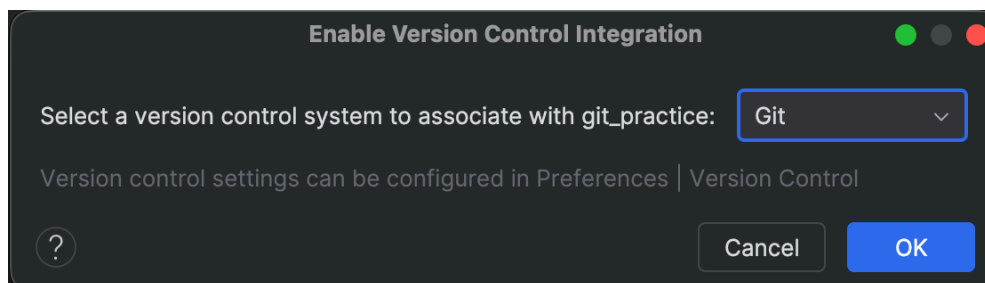 Enable Version Control Integration
Select a version control system to associate with git_practice: Git
Version control settings can be configured in Preferences | Version Control
? Cancel OK